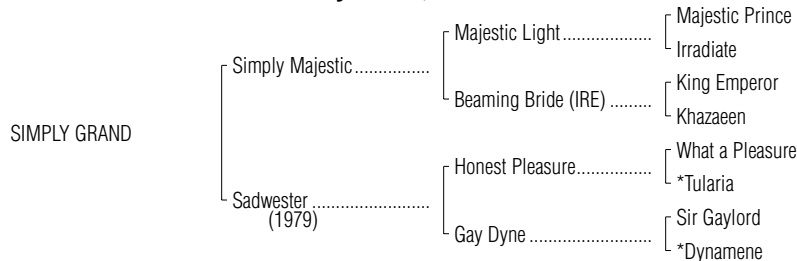 Majestic Prince
Majestic Light....................
Irradiate
Simply Majestic................
King Emperor
Beaming Bride (IRE) .........
Khazaeen
SIMPLY GRAND
What a Pleasure
Honest Pleasure.................
*Tularia
Sadwester .........................
(1979)
Sir Gaylord
Gay Dyne ...........................
*Dynamene